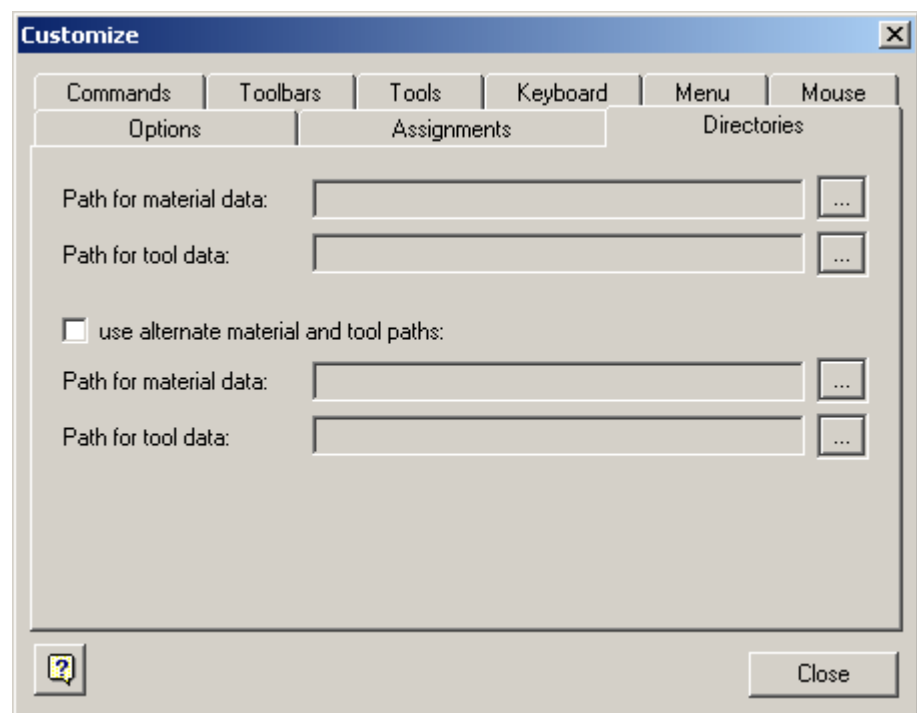 Customize
Commands Toolbars Tools Keyboard Menu Mouse
Options Assignments Directories
Path for material data: ...
Path for tool data: ...
use alternate material and tool paths:
Path for material data: ...
Path for tool data: ...
? Close